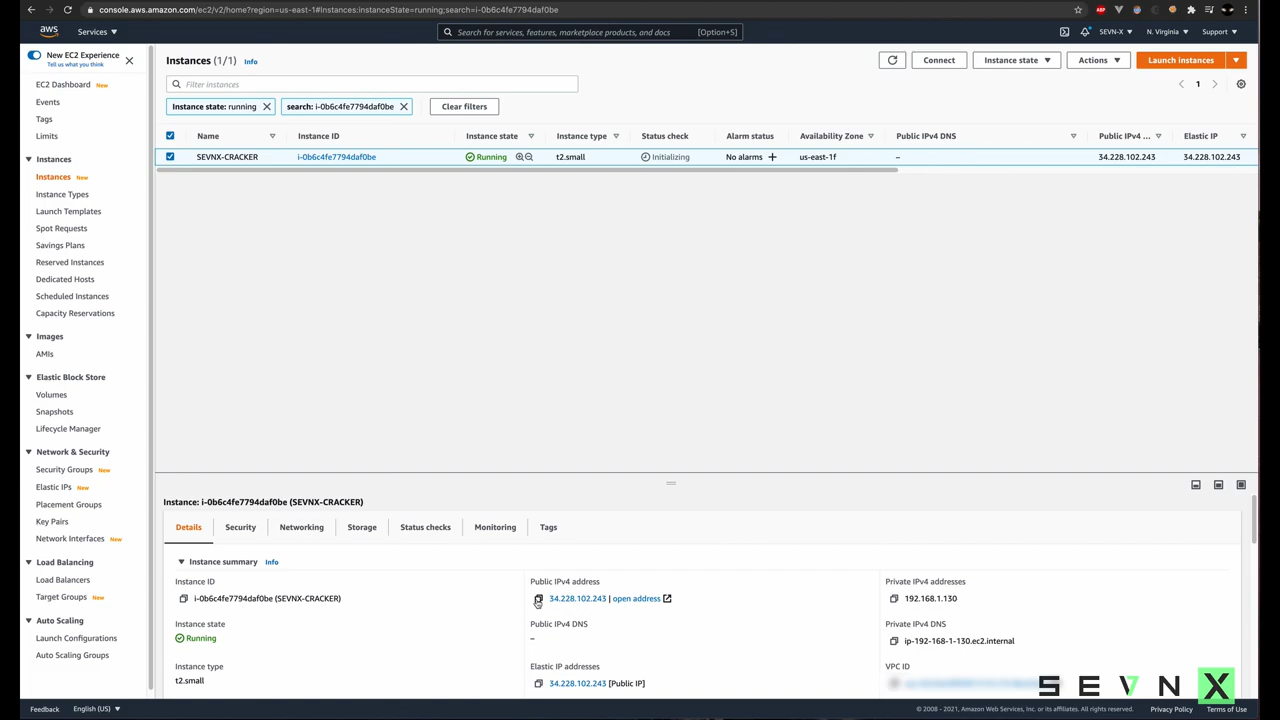 console.aws.amazon.com/ec2/v2/home?region=us-east-1#Instances:instanceState=running;search=i-0b6c4fe7794daf0be
aws Services Search for services, features, marketplace products, and docs [Option+S] SEVN-X N. Virginia Support
New EC2 Experience
Tell us what you think
EC2 Dashboard New
Events
Tags
Limits
Instances
Instances New
Instance Types
Launch Templates
Spot Requests
Savings Plans
Reserved Instances
Dedicated Hosts
Scheduled Instances
Capacity Reservations
Images
AMIs
Elastic Block Store
Volumes
Snapshots
Lifecycle Manager
Network & Security
Security Groups New
Elastic IPs New
Placement Groups
Key Pairs
Network Interfaces New
Load Balancing
Load Balancers
Target Groups New
Auto Scaling
Launch Configurations
Auto Scaling Groups
Instances (1/1) Info
Connect Instance state Actions Launch instances
Filter instances
1
Instance state: running search: i-0b6c4fe7794daf0be Clear filters
Name Instance ID Instance state Instance type Status check Alarm status Availability Zone Public IPv4 DNS Public IPv4 ... Elastic IP
SEVNX-CRACKER i-0b6c4fe7794daf0be Running t2.small Initializing No alarms + us-east-1f – 34.228.102.243 34.228.102.243
Instance: i-0b6c4fe7794daf0be (SEVNX-CRACKER)
Details Security Networking Storage Status checks Monitoring Tags
Instance summary Info
Instance ID Public IPv4 address Private IPv4 addresses
i-0b6c4fe7794daf0be (SEVNX-CRACKER) 34.228.102.243 | open address 192.168.1.130
Instance state Public IPv4 DNS Private IPv4 DNS
Running – ip-192-168-1-130.ec2.internal
Instance type Elastic IP addresses VPC ID
t2.small 34.228.102.243 [Public IP]
SEVNX
Feedback English (US) © 2008 - 2021, Amazon Web Services, Inc. or its affiliates. All rights reserved. Privacy Policy Terms of Use